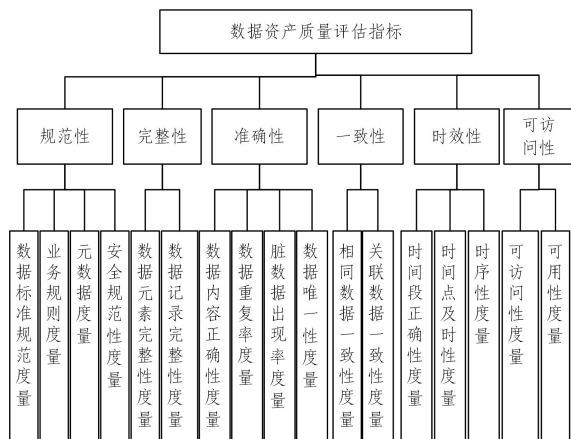 数据资产质量评估指标
规范性
完整性
准确性
一致性
时效性
可访
问性
数据标准规范度量
业务规则度量
元数据度量
安全规范性度量
数据元素完整性度量
数据记录完整性度量
数据内容正确性度量
数据重复率度量
脏数据出现率度量
数据唯一性度量
相同数据一致性度量
关联数据一致性度量
时间段正确性度量
时间点及时性度量
时序性度量
可访问性度量
可用性度量